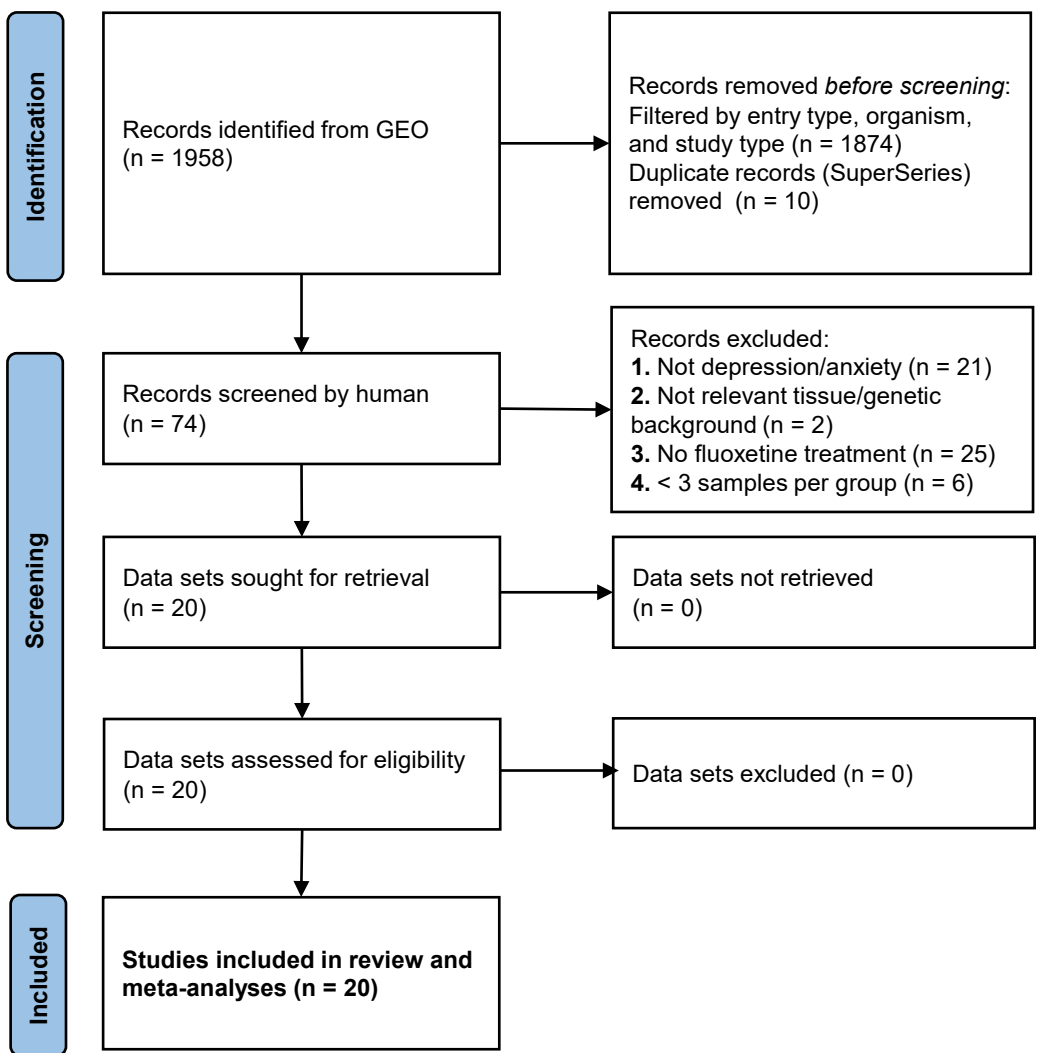 Identification
Records identified from GEO
(n = 1958)
Records removed before screening:
Filtered by entry type, organism,
and study type (n = 1874)
Duplicate records (SuperSeries)
removed  (n = 10)
Screening
Records screened by human
(n = 74)
Records excluded:
1. Not depression/anxiety (n = 21)
2. Not relevant tissue/genetic
background (n = 2)
3. No fluoxetine treatment (n = 25)
4. < 3 samples per group (n = 6)
Data sets sought for retrieval
(n = 20)
Data sets not retrieved
(n = 0)
Data sets assessed for eligibility
(n = 20)
Data sets excluded (n = 0)
Included
Studies included in review and
meta-analyses (n = 20)